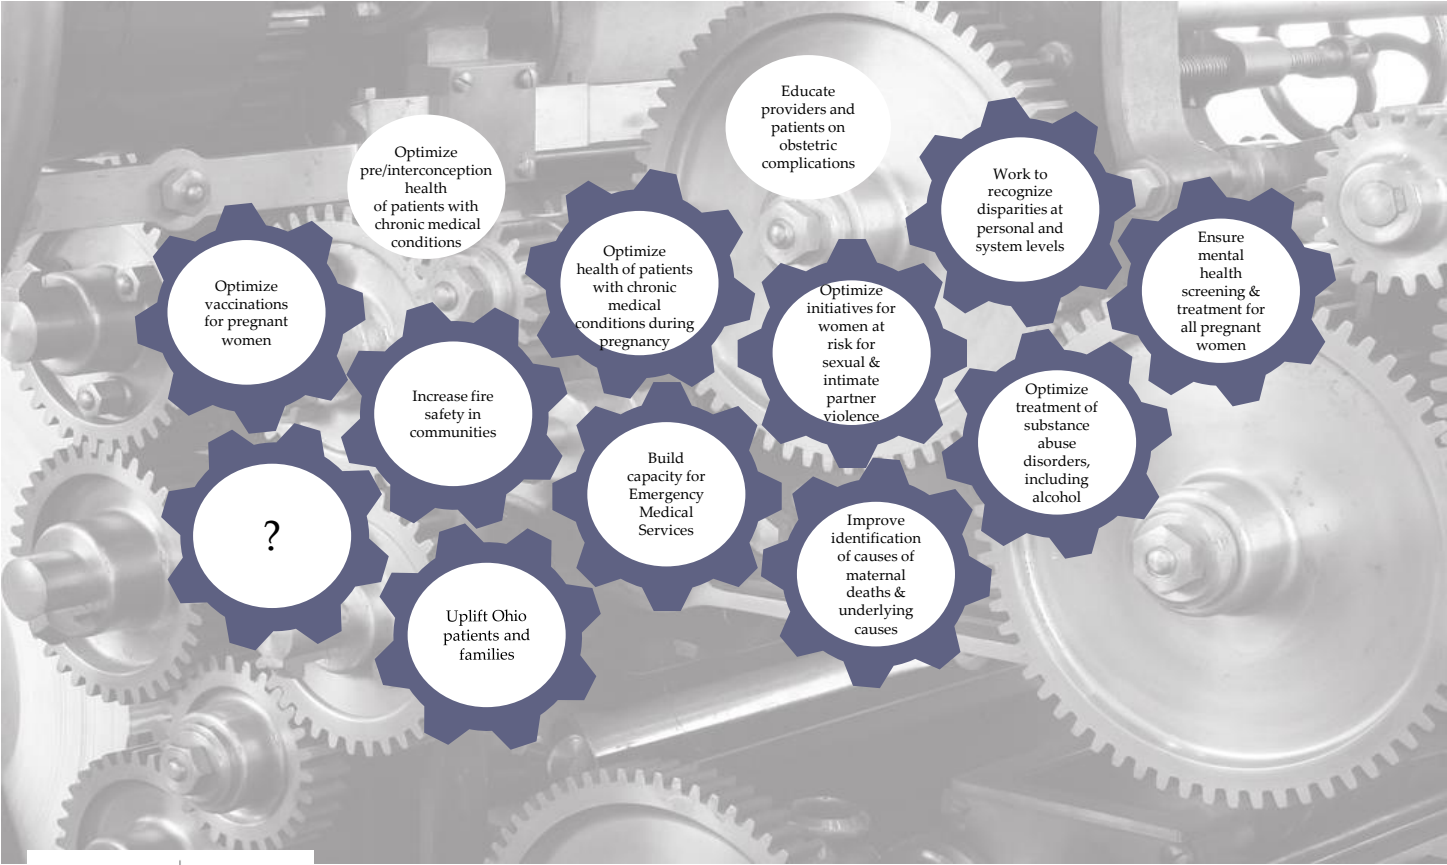 Educate
providers and
patients on
obstetric
complications
Optimize
pre/interconception
health
of patients with
chronic medical
conditions
Work to
recognize
disparities at
personal and
system levels
Ensure
mental
health
screening &
treatment for
all pregnant
women
Optimize
health of patients
with chronic
medical
conditions during
pregnancy
Optimize
vaccinations
for pregnant
women
Optimize
initiatives for
women at
risk for
sexual &
intimate
partner
violence
Increase fire
safety in
communities
Optimize
treatment of
substance
abuse
disorders,
including
alcohol
Build
capacity for
Emergency
Medical
Services
?
Improve
identification
of causes of
maternal
deaths &
underlying
causes
Uplift Ohio
patients and
families